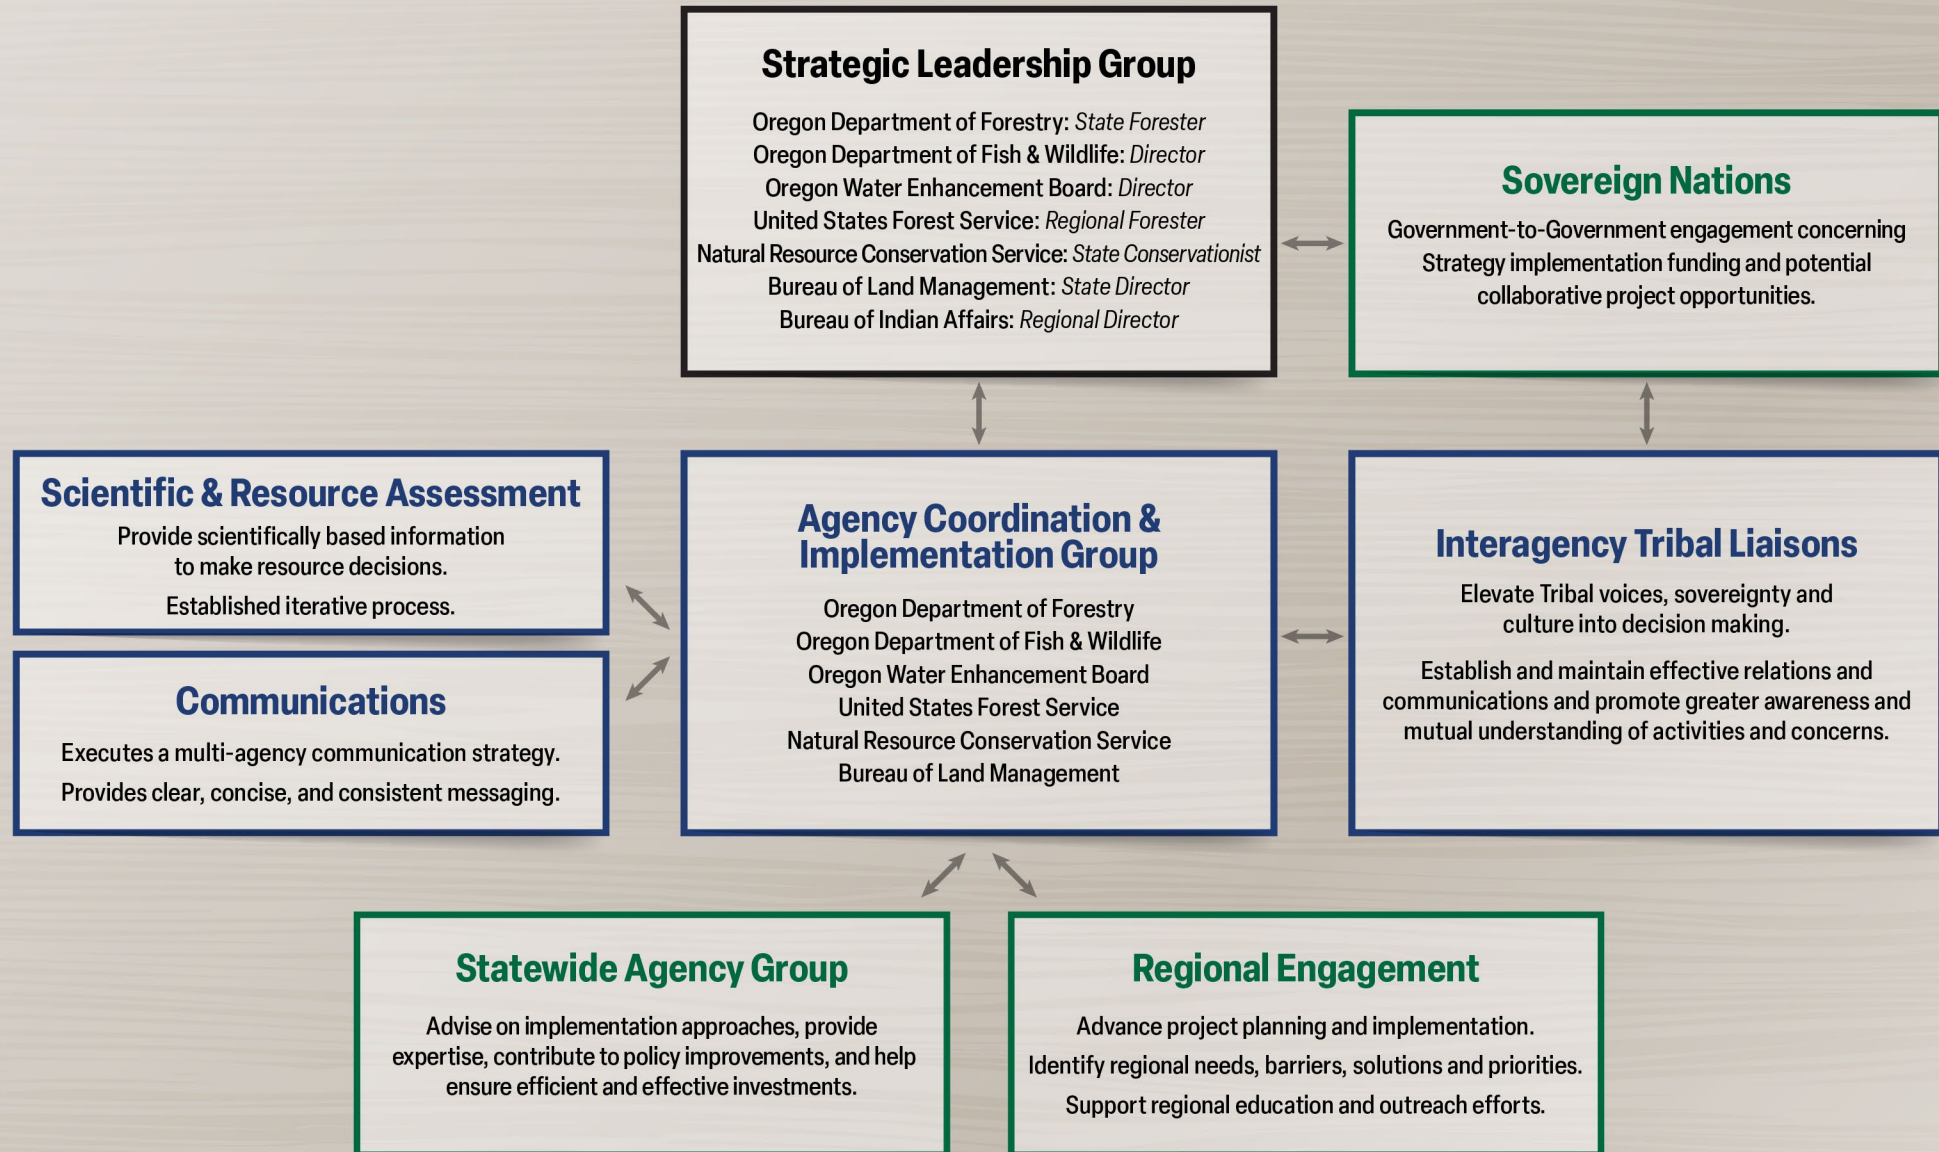 Strategic Leadership Group
Oregon Department of Forestry: State Forester
Oregon Department of Fish & Wildlife: Director
Oregon Water Enhancement Board: Director
United States Forest Service: Regional Forester
Natural Resource Conservation Service: State Conservationist
Bureau of Land Management: State Director
Bureau of Indian Affairs: Regional Director
Sovereign Nations
Government-to-Government engagement concerning
Strategy implementation funding and potential
collaborative project opportunities.
Scientific & Resource Assessment
Provide scientifically based information
to make resource decisions.
Established iterative process.
Communications
Executes a multi-agency communication strategy.
Provides clear, concise, and consistent messaging.
Agency Coordination &
Implementation Group
Oregon Department of Forestry
Oregon Department of Fish & Wildlife
Oregon Water Enhancement Board
United States Forest Service
Natural Resource Conservation Service
Bureau of Land Management
Interagency Tribal Liaisons
Elevate Tribal voices, sovereignty and
culture into decision making.
Establish and maintain effective relations and
communications and promote greater awareness and
mutual understanding of activities and concerns.
Statewide Agency Group
Advise on implementation approaches, provide
expertise, contribute to policy improvements, and help
ensure efficient and effective investments.
Regional Engagement
Advance project planning and implementation.
Identify regional needs, barriers, solutions and priorities.
Support regional education and outreach efforts.